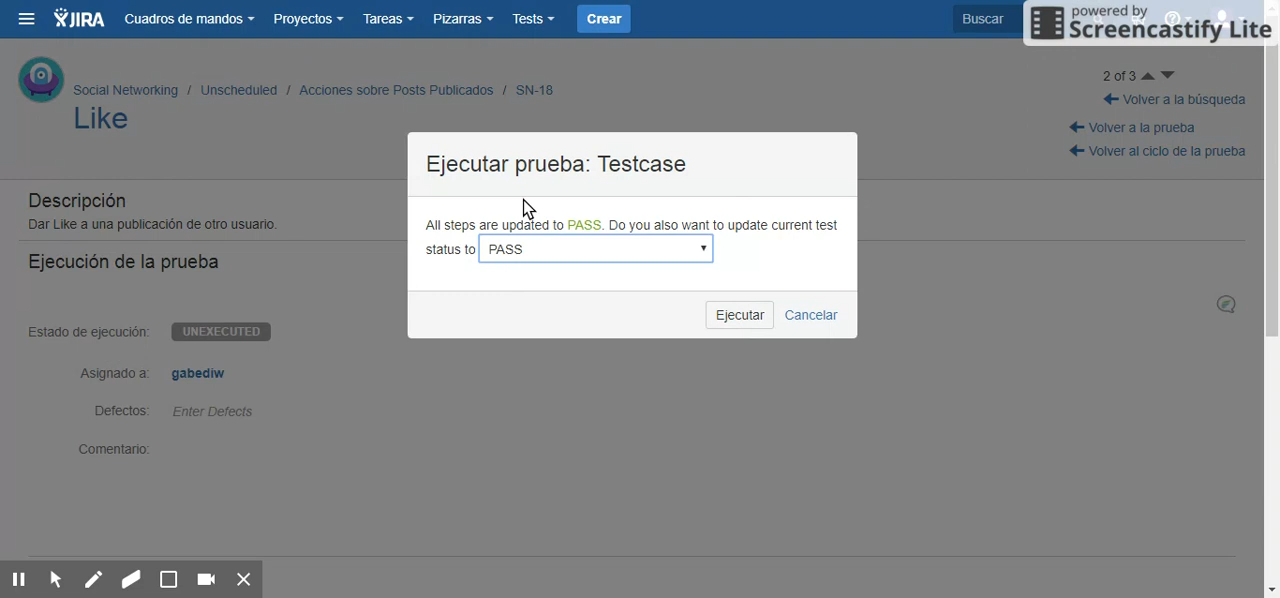 JIRA Cuadros de mandos Proyectos Tareas Pizarras Tests Crear Buscar
powered by
Screencastify Lite
2 of 3
Social Networking / Unscheduled / Acciones sobre Posts Publicados / SN-18
Volver a la búsqueda
Like
Volver a la prueba
Volver al ciclo de la prueba
Ejecutar prueba: Testcase
Descripción
Dar Like a una publicación de otro usuario.
All steps are updated to PASS. Do you also want to update current test
status to PASS
Ejecución de la prueba
Ejecutar Cancelar
Estado de ejecución: UNEXECUTED
Asignado a: gabediw
Defectos: Enter Defects
Comentario: